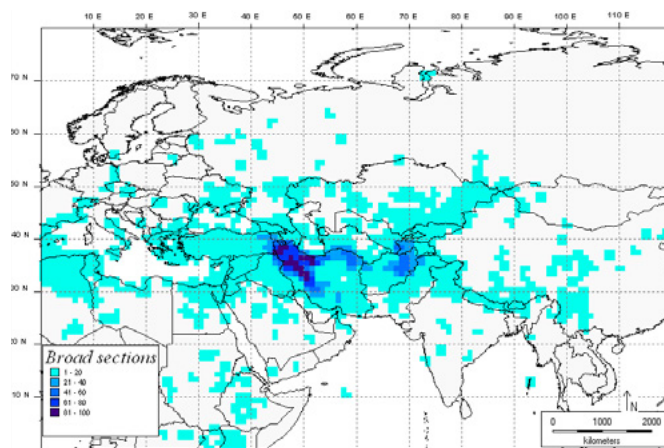 10 E 20 E 30 E 40 E 50 E 60 E 70 E 80 E 90 E 100 E 110 E
70 N
60 N
50 N
40 N
30 N
20 N
10 N
Broad sections
1 - 20
21 - 40
41 - 60
61 - 80
81 - 100
N
0 1000 2000
kilometers